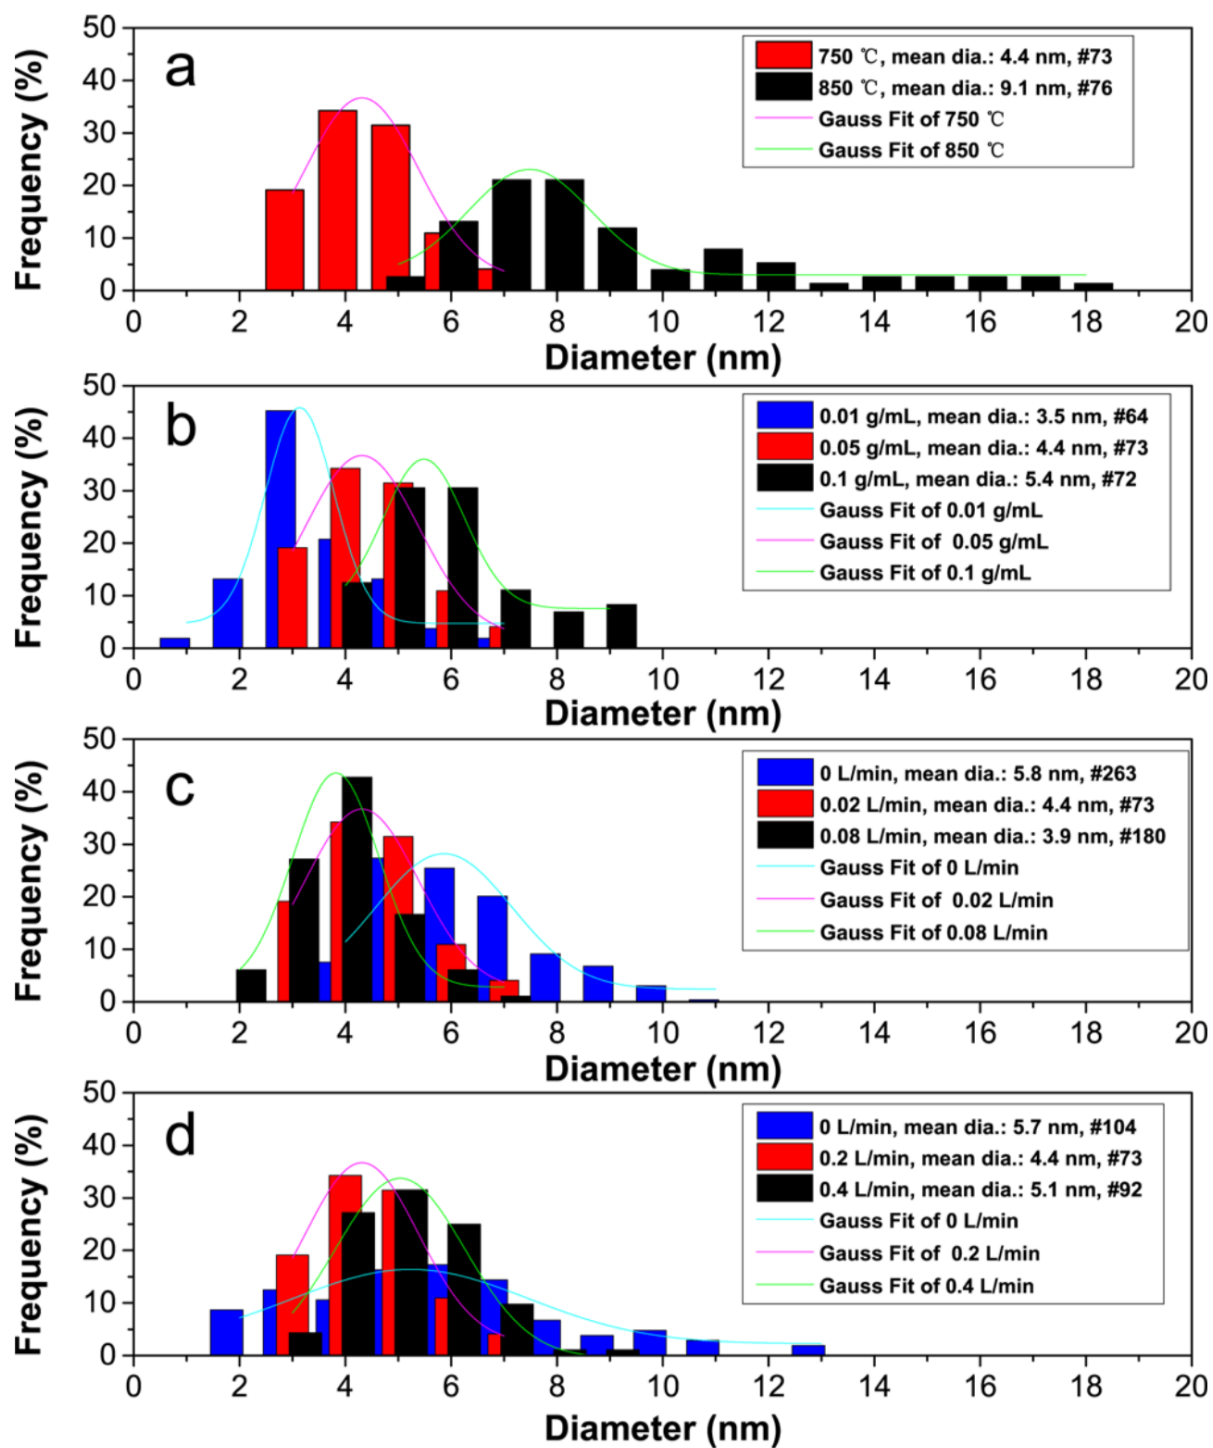 a
Frequency (%)
50
40
30
20
10
0
750 ℃, mean dia.: 4.4 nm, #73
850 ℃, mean dia.: 9.1 nm, #76
Gauss Fit of 750 ℃
Gauss Fit of 850 ℃
0 2 4 6 8 10 12 14 16 18 20
Diameter (nm)
b
Frequency (%)
50
40
30
20
10
0
0.01 g/mL, mean dia.: 3.5 nm, #64
0.05 g/mL, mean dia.: 4.4 nm, #73
0.1 g/mL, mean dia.: 5.4 nm, #72
Gauss Fit of 0.01 g/mL
Gauss Fit of 0.05 g/mL
Gauss Fit of 0.1 g/mL
0 2 4 6 8 10 12 14 16 18 20
Diameter (nm)
c
Frequency (%)
50
40
30
20
10
0
0 L/min, mean dia.: 5.8 nm, #263
0.02 L/min, mean dia.: 4.4 nm, #73
0.08 L/min, mean dia.: 3.9 nm, #180
Gauss Fit of 0 L/min
Gauss Fit of 0.02 L/min
Gauss Fit of 0.08 L/min
0 2 4 6 8 10 12 14 16 18 20
Diameter (nm)
d
Frequency (%)
50
40
30
20
10
0
0 L/min, mean dia.: 5.7 nm, #104
0.2 L/min, mean dia.: 4.4 nm, #73
0.4 L/min, mean dia.: 5.1 nm, #92
Gauss Fit of 0 L/min
Gauss Fit of 0.2 L/min
Gauss Fit of 0.4 L/min
0 2 4 6 8 10 12 14 16 18 20
Diameter (nm)